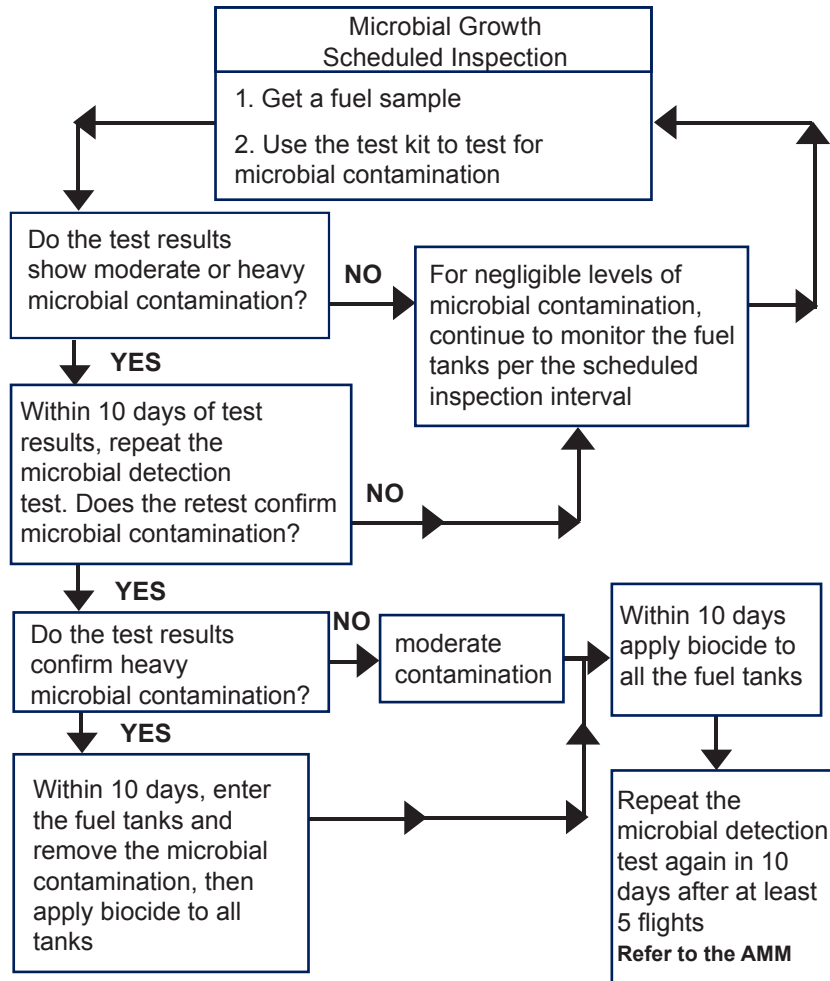 Microbial Growth
Scheduled Inspection
1. Get a fuel sample
2. Use the test kit to test for
microbial contamination
Do the test results
show moderate or heavy
microbial contamination?
NO
For negligible levels of
microbial contamination,
continue to monitor the fuel
tanks per the scheduled
inspection interval
YES
Within 10 days of test
results, repeat the
microbial detection
test. Does the retest confirm
microbial contamination?
NO
YES
Do the test results
confirm heavy
microbial contamination?
NO
moderate
contamination
Within 10 days
apply biocide to
all the fuel tanks
YES
Within 10 days, enter
the fuel tanks and
remove the microbial
contamination, then
apply biocide to all
tanks
Repeat the
microbial detection
test again in 10
days after at least
5 flights
Refer to the AMM